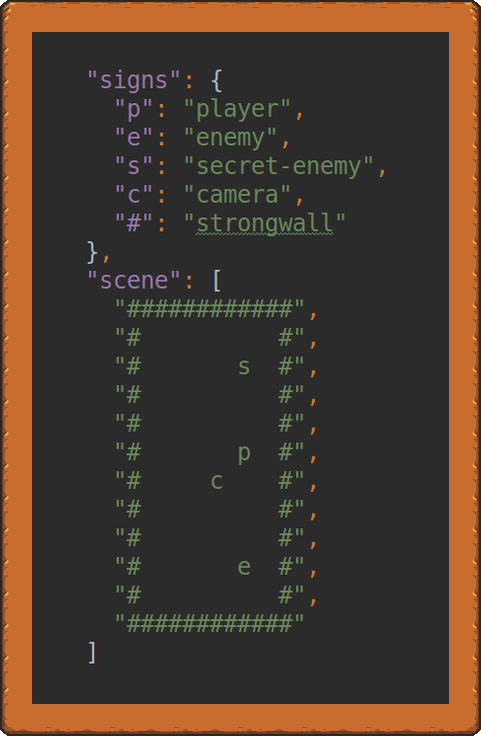 "signs": {
  "p": "player",
  "e": "enemy",
  "s": "secret-enemy",
  "c": "camera",
  "#": "strongwall"
},
"scene": [
  "############",
  "#          #",
  "#       s  #",
  "#          #",
  "#          #",
  "#       p  #",
  "#     c    #",
  "#          #",
  "#          #",
  "#       e  #",
  "#          #",
  "############"
]